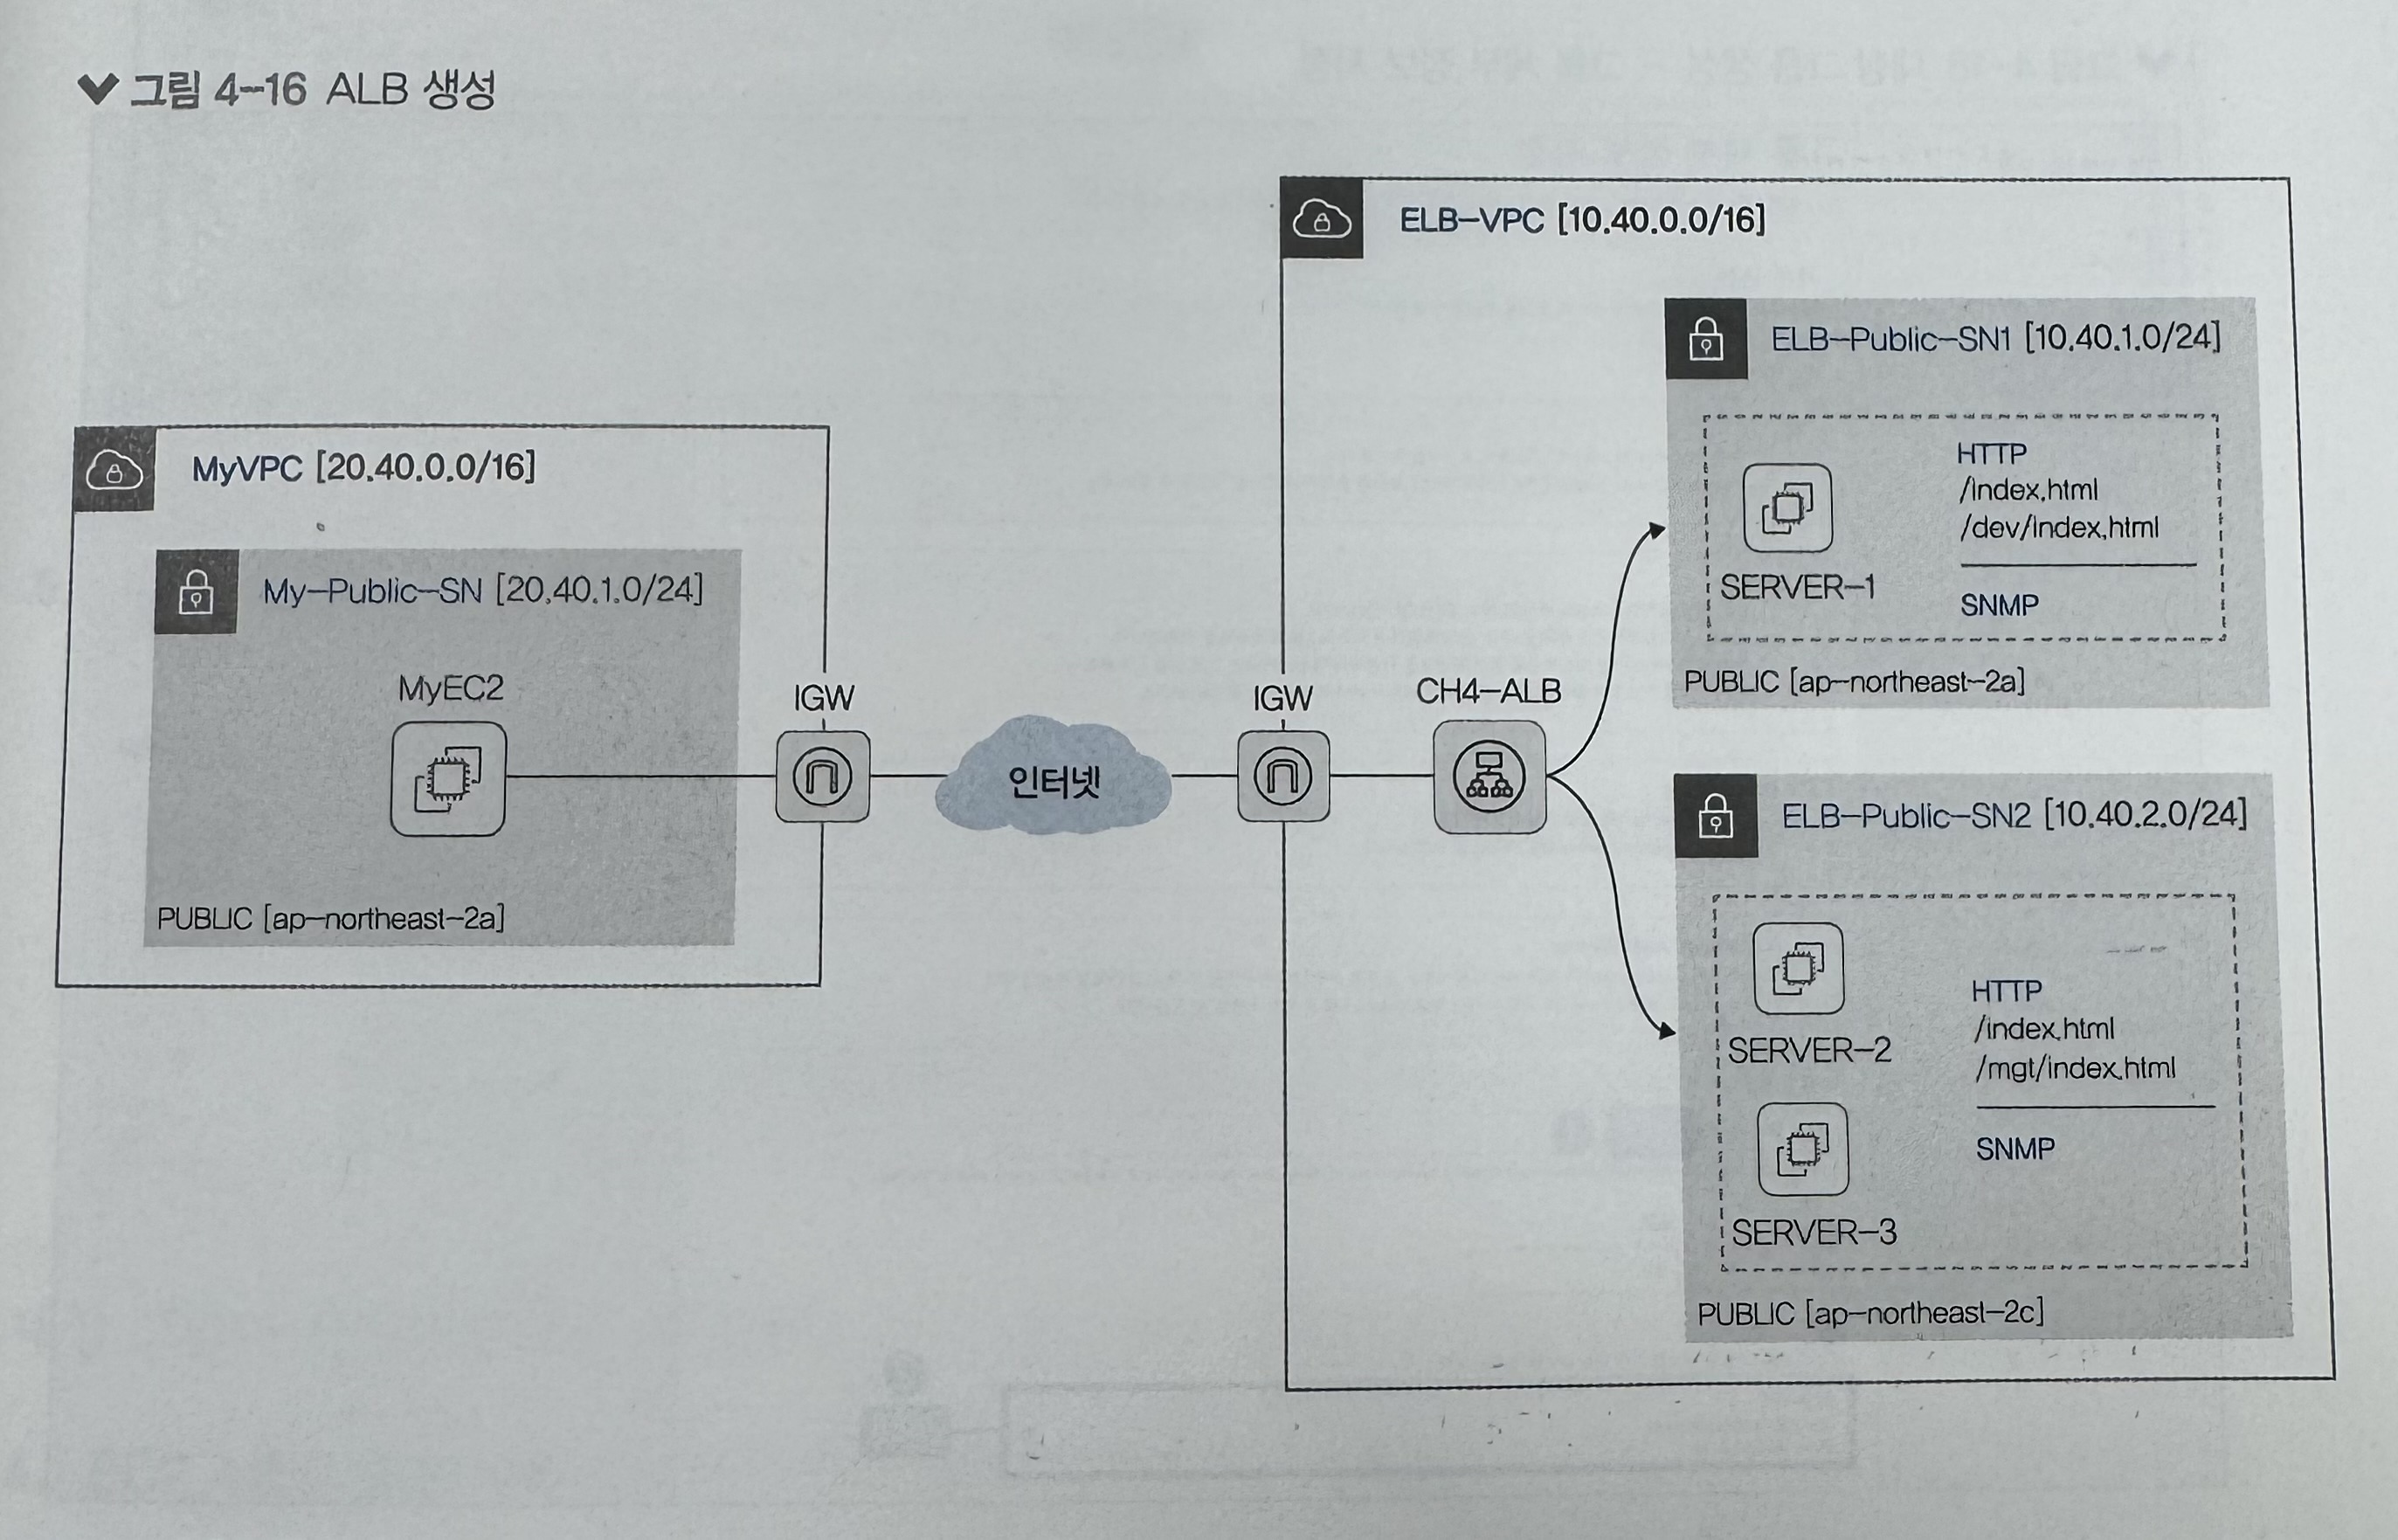 그림 4-16 ALB 생성
ELB-VPC [10.40.0.0/16]
ELB-Public-SN1 [10.40.1.0/24]
HTTP
/index.html
/dev/index.html
SERVER-1
SNMP
PUBLIC [ap-northeast-2a]
MyVPC [20.40.0.0/16]
My-Public-SN [20.40.1.0/24]
MyEC2
PUBLIC [ap-northeast-2a]
IGW
인터넷
IGW
CH4-ALB
ELB-Public-SN2 [10.40.2.0/24]
HTTP
/index.html
/mgt/index.html
SERVER-2
SNMP
SERVER-3
PUBLIC [ap-northeast-2c]